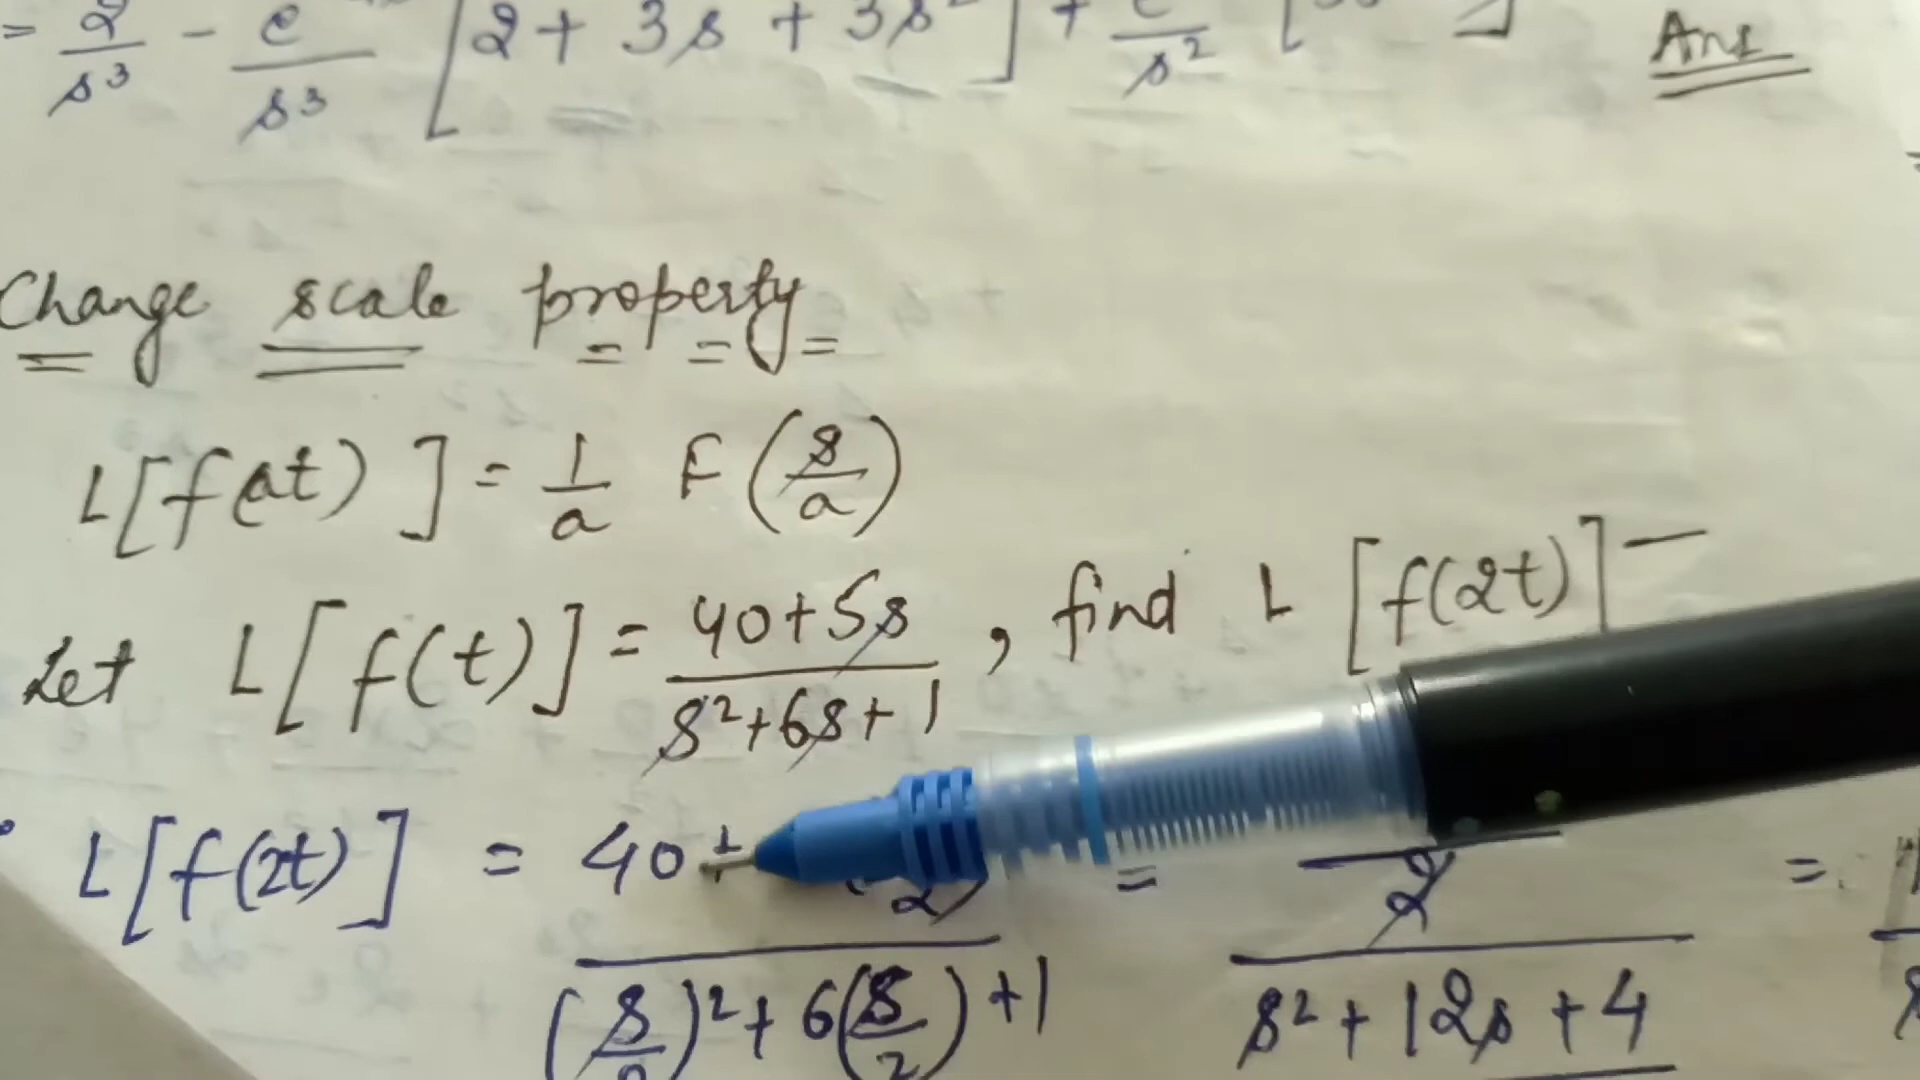 = 2/s³ - e/s³ [2 + 3s + 3s²] + e/s² [ ] Ans
Change scale property
L[f(at)] = 1/a F(s/a)
Let L[f(t)] = (40+5s)/(s²+6s+1), find L[f(2t)] —
L[f(2t)] = (40+ 2)/((s/2)²+6(s/2)+1) = /2/(s²+12s+4 =